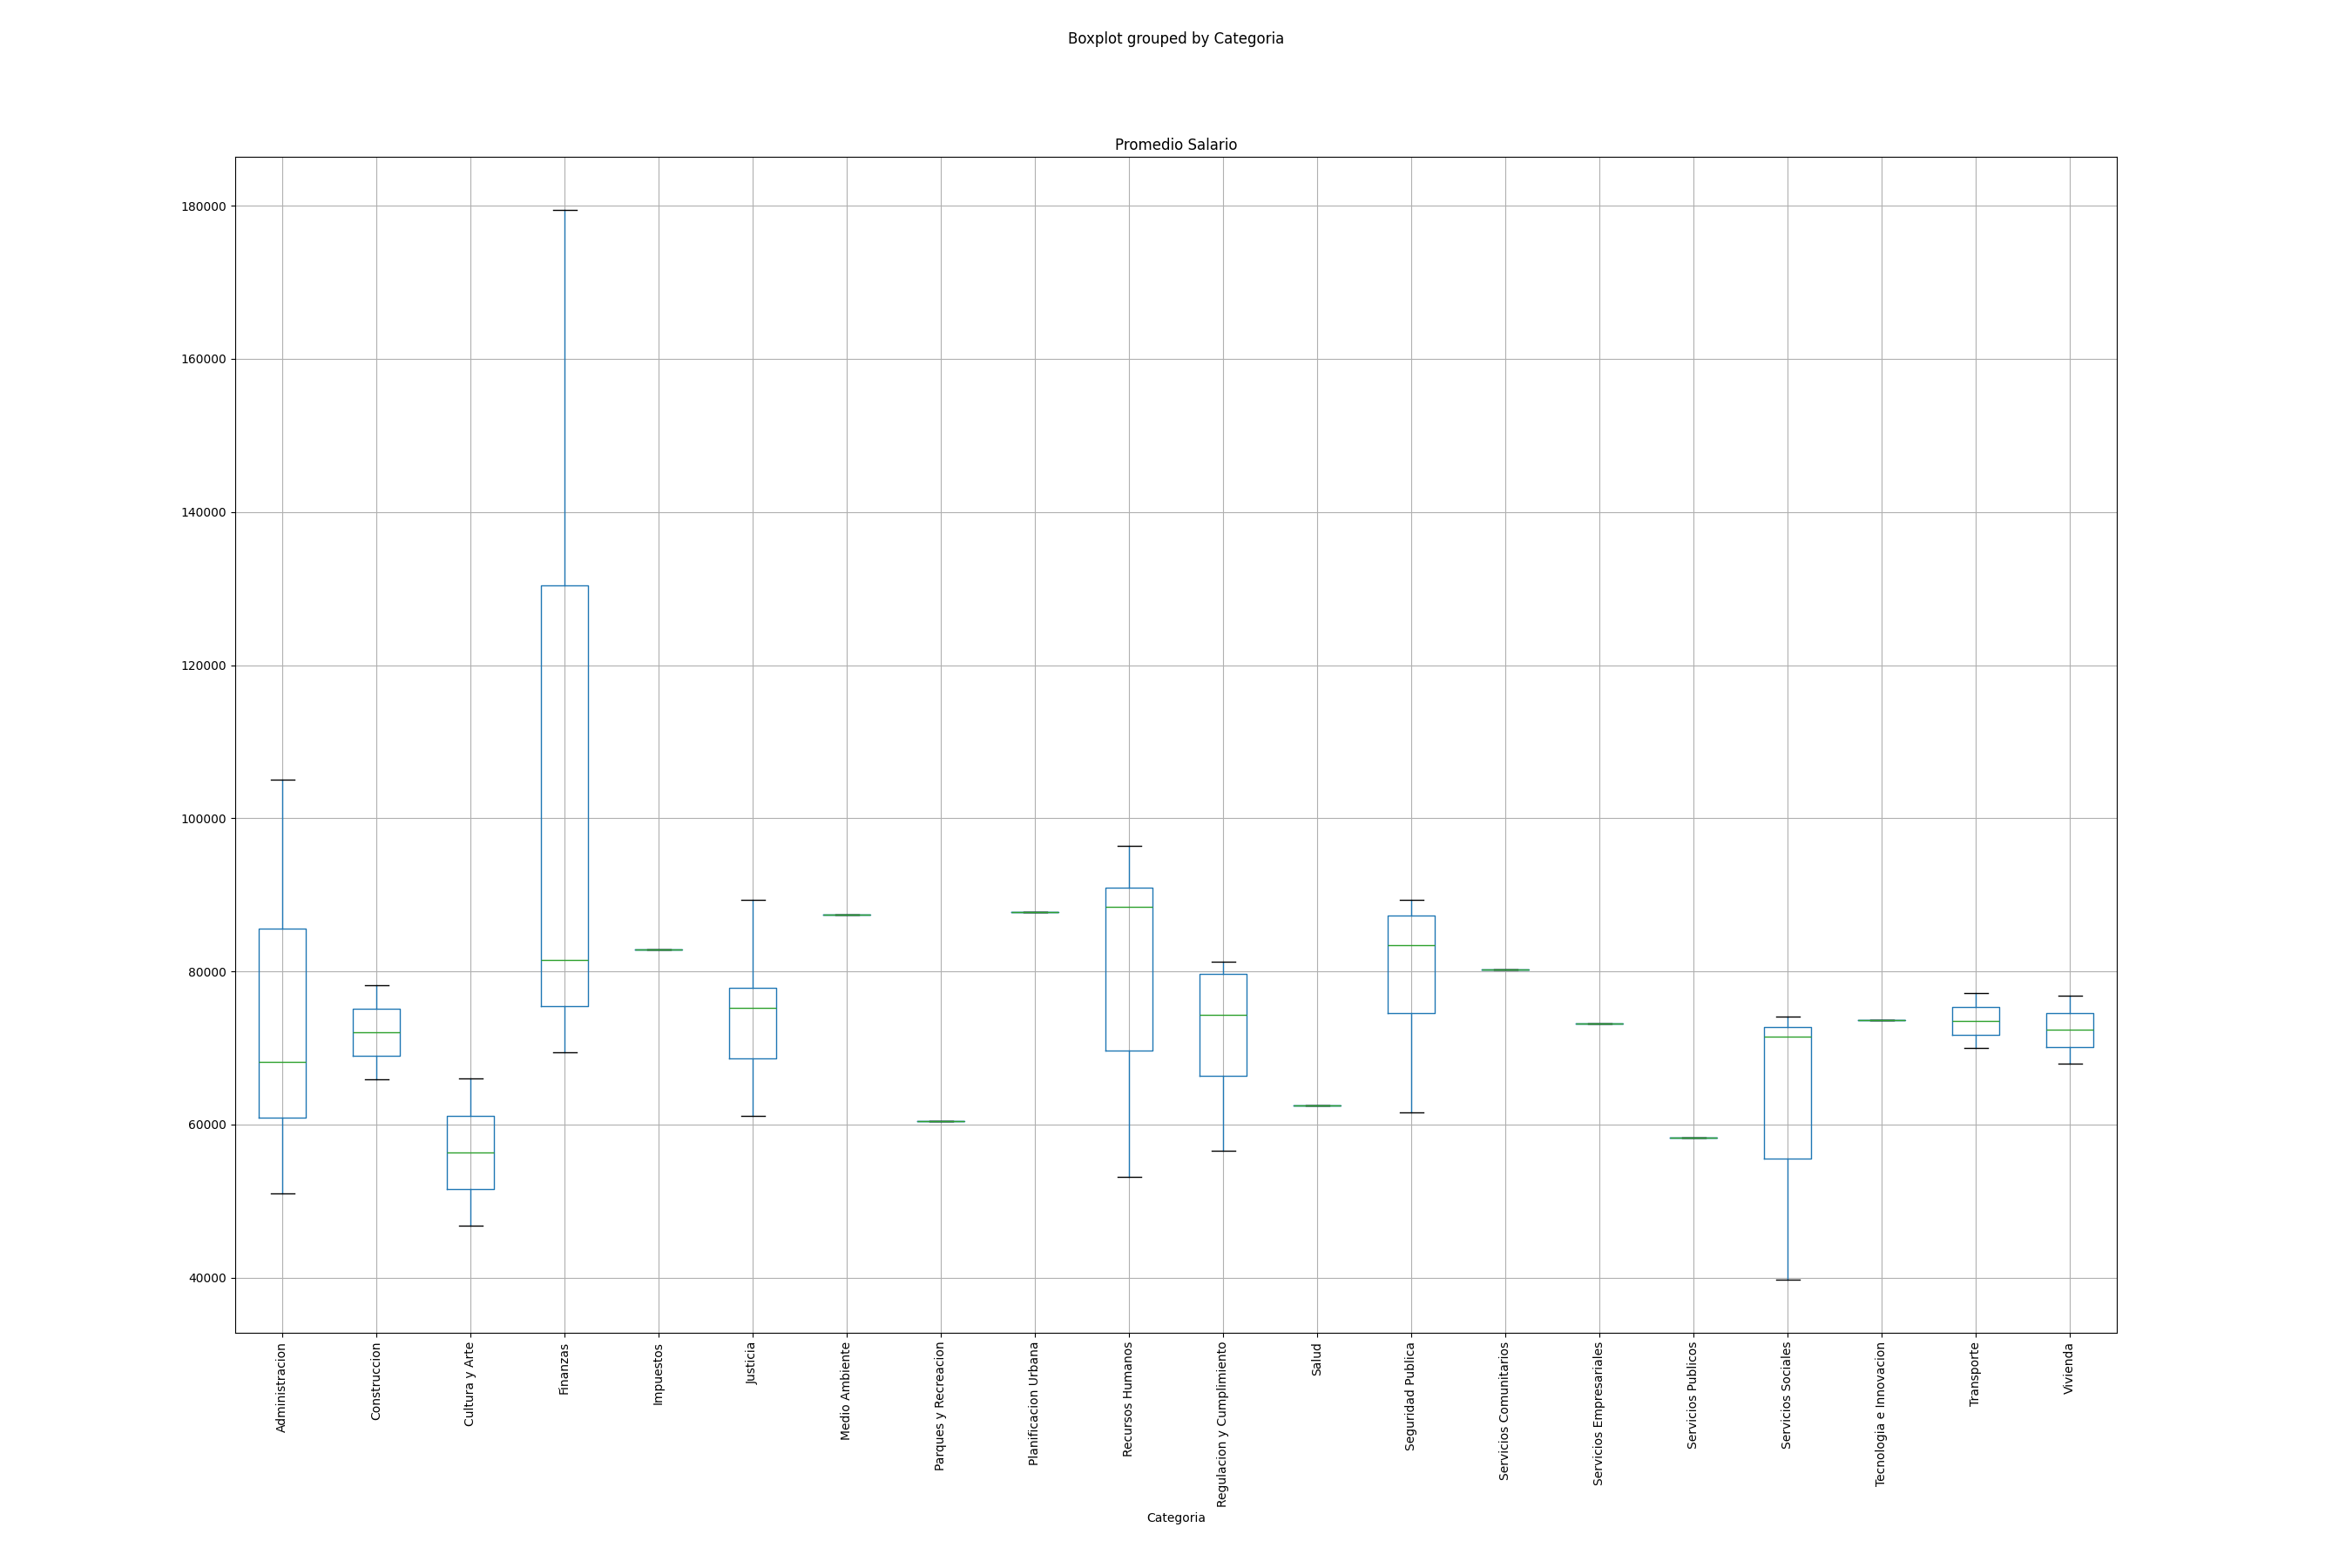 Boxplot grouped by Categoria
Promedio Salario
180000
160000
140000
120000
100000
80000
60000
40000
Administracion
Construccion
Cultura y Arte
Finanzas
Impuestos
Justicia
Medio Ambiente
Parques y Recreacion
Planificacion Urbana
Recursos Humanos
Regulacion y Cumplimiento
Salud
Seguridad Publica
Servicios Comunitarios
Servicios Empresariales
Servicios Publicos
Servicios Sociales
Tecnologia e Innovacion
Transporte
Vivienda
Categoria